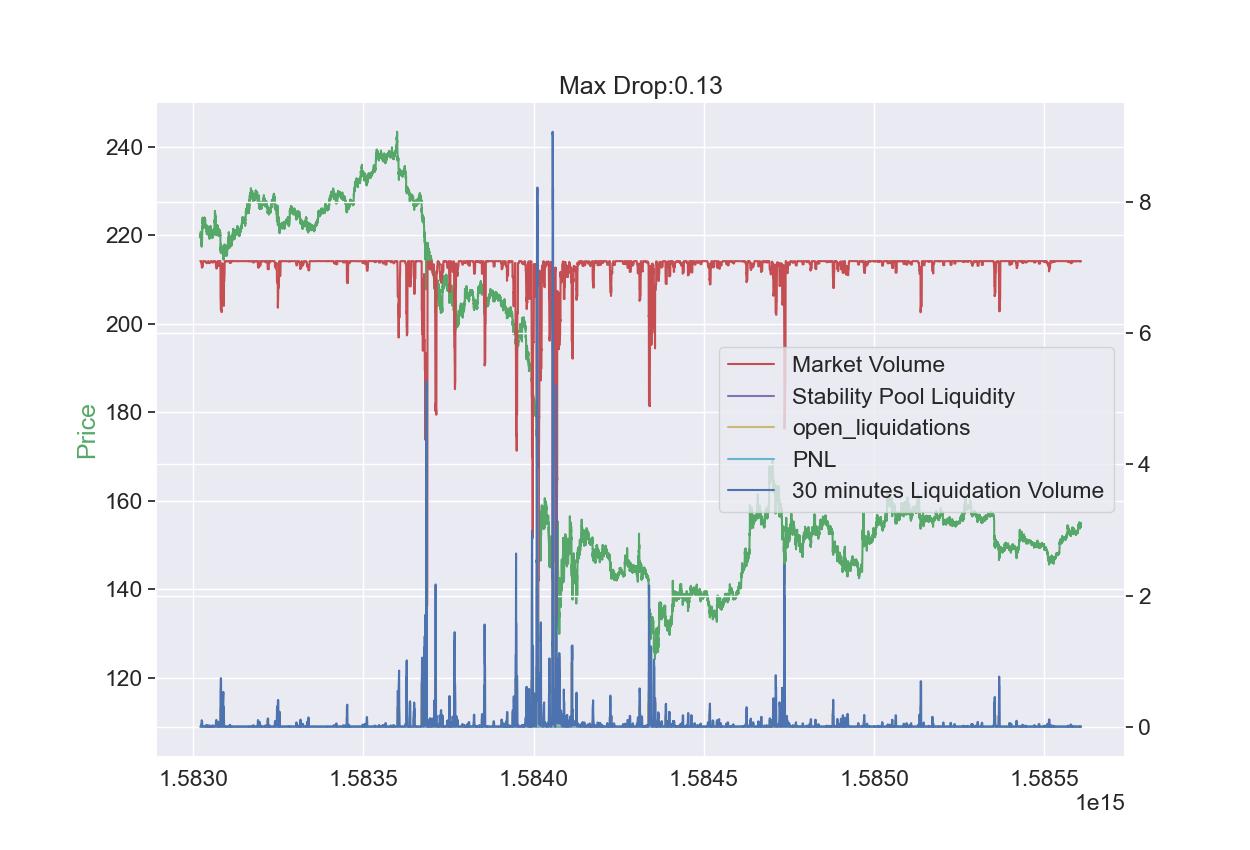 Max Drop:0.13
240
220
200
180
160
140
120
Price
8
6
4
2
0
Market Volume
Stability Pool Liquidity
open_liquidations
PNL
30 minutes Liquidation Volume
1.5830 1.5835 1.5840 1.5845 1.5850 1.5855
1e15